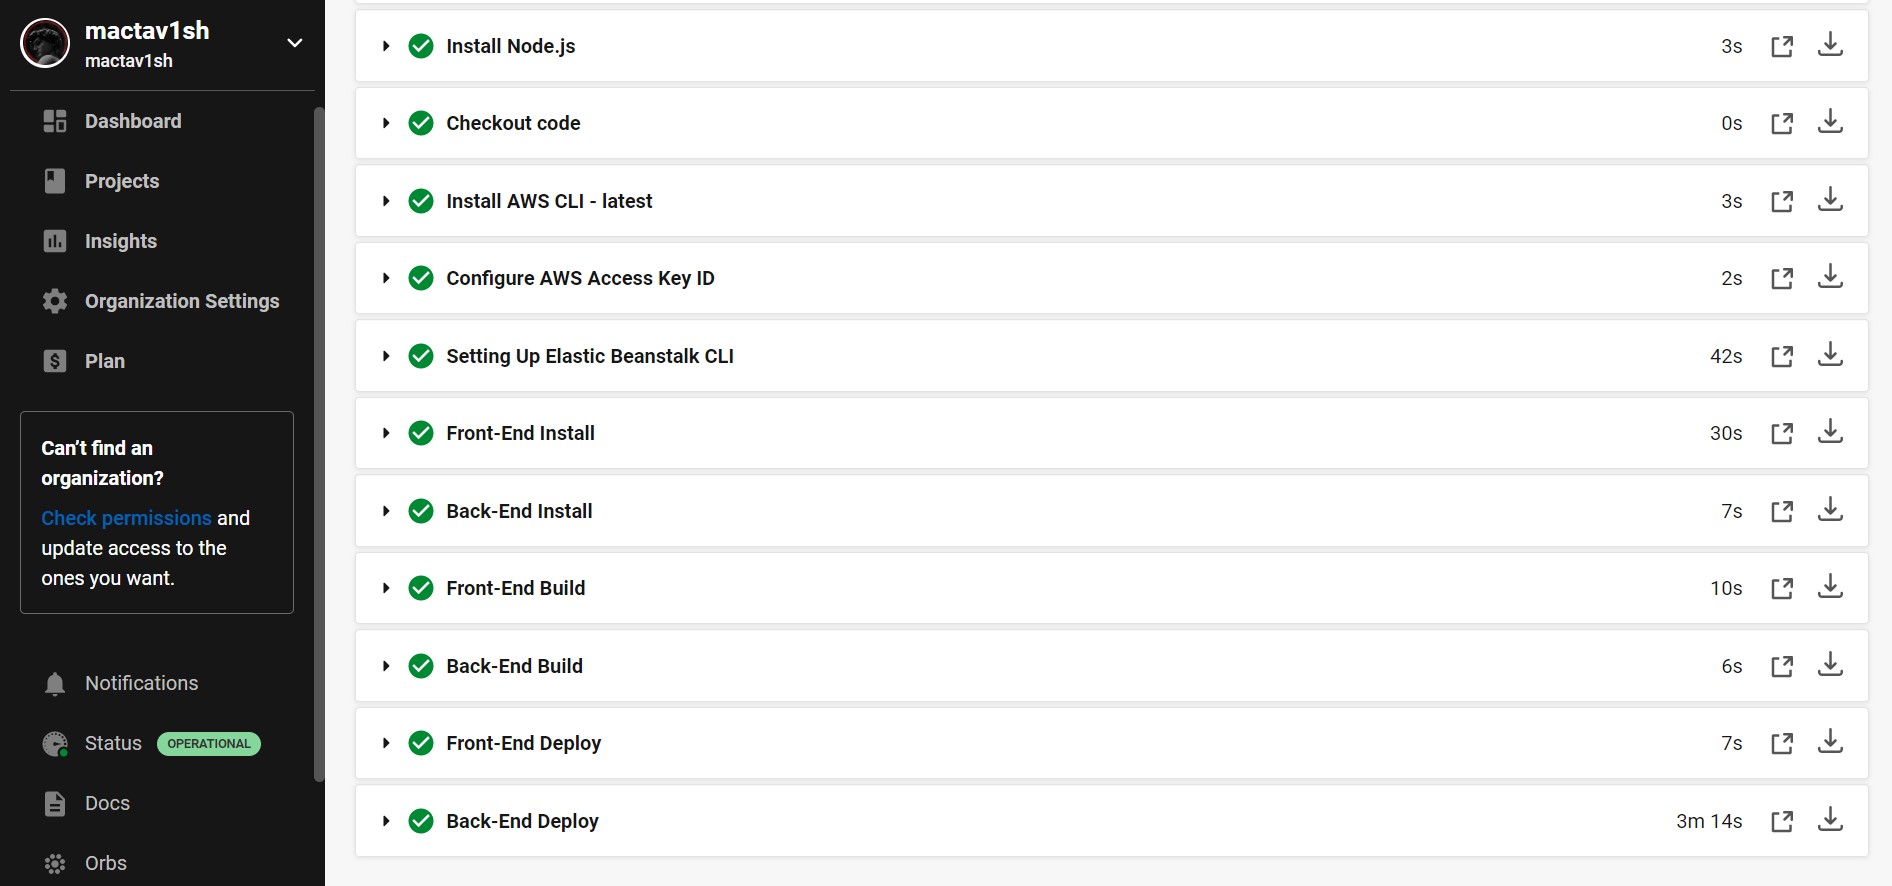 mactav1sh
mactav1sh
Dashboard
Projects
Insights
Organization Settings
Plan
Can't find an
organization?
Check permissions and
update access to the
ones you want.
Notifications
Status OPERATIONAL
Docs
Orbs
Install Node.js 3s
Checkout code 0s
Install AWS CLI - latest 3s
Configure AWS Access Key ID 2s
Setting Up Elastic Beanstalk CLI 42s
Front-End Install 30s
Back-End Install 7s
Front-End Build 10s
Back-End Build 6s
Front-End Deploy 7s
Back-End Deploy 3m 14s